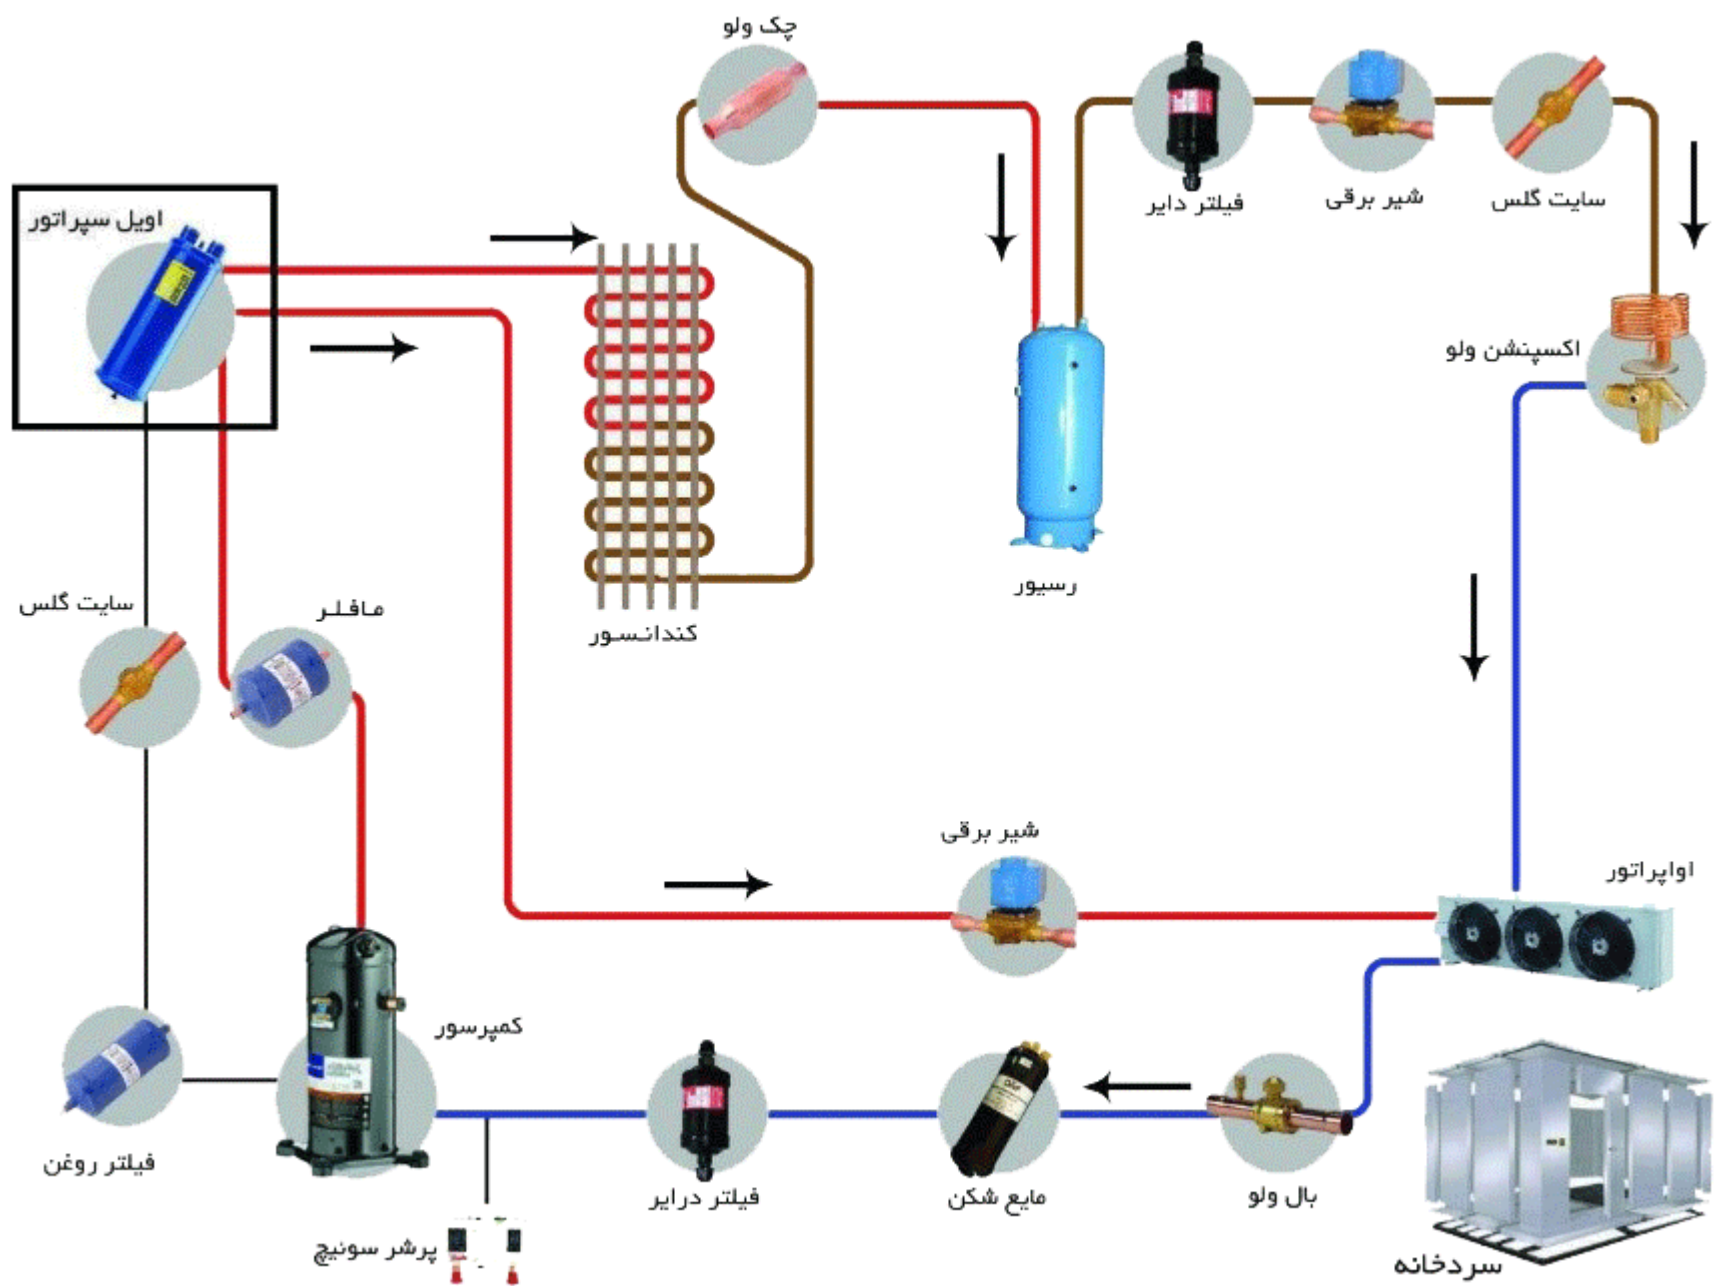 چک ولو
اویل سپراتور
فیلتر دایر
شیر برقی
سایت گلس
اکسپنشن ولو
رسیور
کندانسور
سایت گلس
مافلر
شیر برقی
اواپراتور
کمپرسور
فیلتر روغن
فیلتر درایر
مایع شکن
بال ولو
پرشر سوئیچ
سردخانه